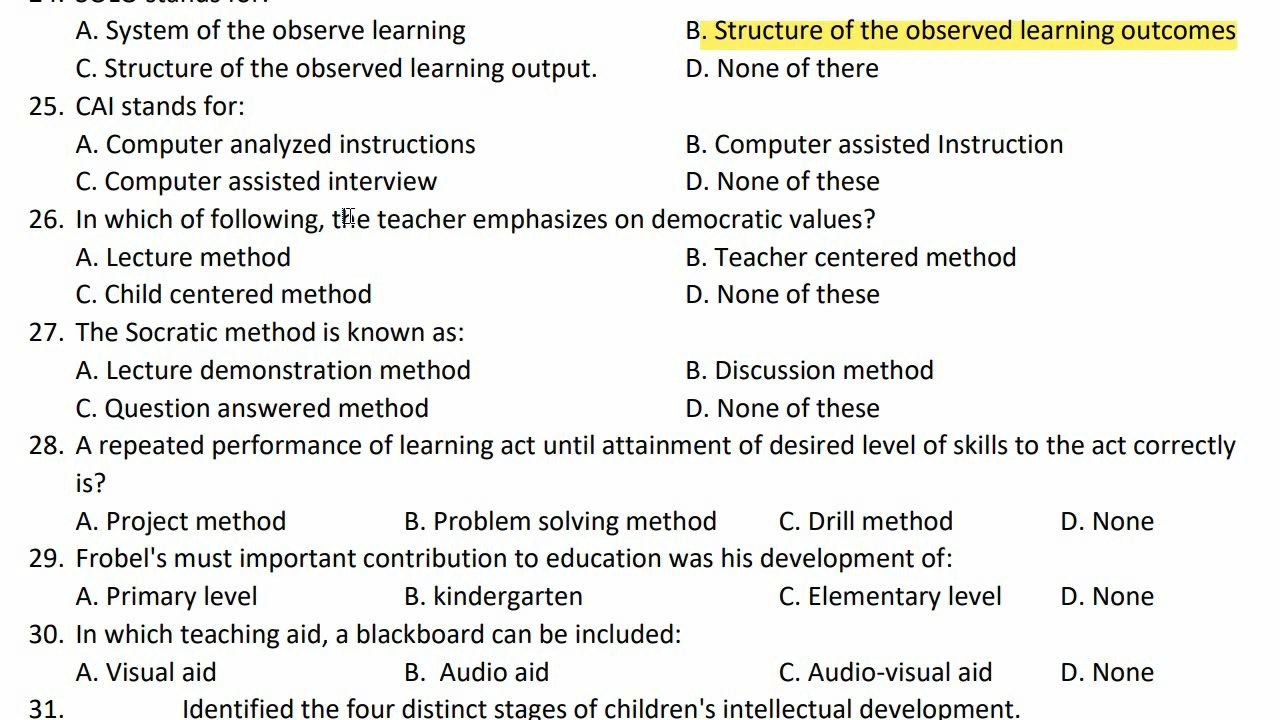 24. SOLO stands for:
A. System of the observe learning B. Structure of the observed learning outcomes
C. Structure of the observed learning output. D. None of there
25. CAI stands for:
A. Computer analyzed instructions B. Computer assisted Instruction
C. Computer assisted interview D. None of these
26. In which of following, the teacher emphasizes on democratic values?
A. Lecture method B. Teacher centered method
C. Child centered method D. None of these
27. The Socratic method is known as:
A. Lecture demonstration method B. Discussion method
C. Question answered method D. None of these
28. A repeated performance of learning act until attainment of desired level of skills to the act correctly
is?
A. Project method B. Problem solving method C. Drill method D. None
29. Frobel's must important contribution to education was his development of:
A. Primary level B. kindergarten C. Elementary level D. None
30. In which teaching aid, a blackboard can be included:
A. Visual aid B. Audio aid C. Audio-visual aid D. None
31. Identified the four distinct stages of children's intellectual development.